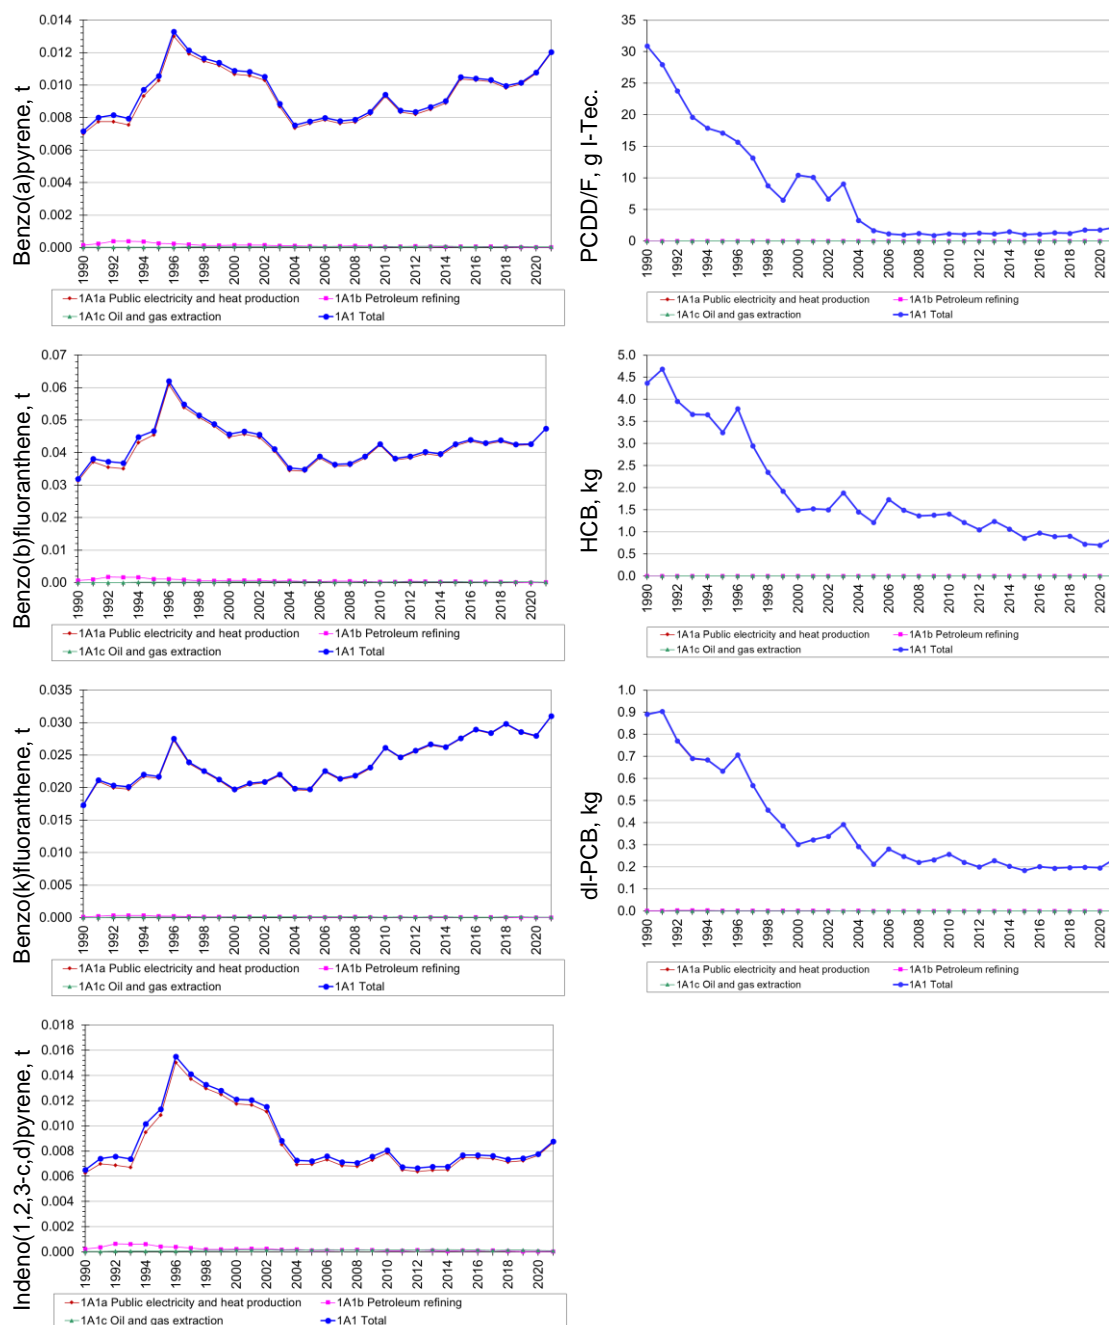 Benzo(a)pyrene, t
0.014
0.012
0.010
0.008
0.006
0.004
0.002
0.000
1990 1992 1994 1996 1998 2000 2002 2004 2006 2008 2010 2012 2014 2016 2018 2020
1A1a Public electricity and heat production 1A1b Petroleum refining
1A1c Oil and gas extraction 1A1 Total
PCDD/F, g I-Tec.
35
30
25
20
15
10
5
0
1990 1992 1994 1996 1998 2000 2002 2004 2006 2008 2010 2012 2014 2016 2018 2020
1A1a Public electricity and heat production 1A1b Petroleum refining
1A1c Oil and gas extraction 1A1 Total
Benzo(b)fluoranthene, t
0.07
0.06
0.05
0.04
0.03
0.02
0.01
0.00
1990 1992 1994 1996 1998 2000 2002 2004 2006 2008 2010 2012 2014 2016 2018 2020
1A1a Public electricity and heat production 1A1b Petroleum refining
1A1c Oil and gas extraction 1A1 Total
HCB, kg
5.0
4.5
4.0
3.5
3.0
2.5
2.0
1.5
1.0
0.5
0.0
1990 1992 1994 1996 1998 2000 2002 2004 2006 2008 2010 2012 2014 2016 2018 2020
1A1a Public electricity and heat production 1A1b Petroleum refining
1A1c Oil and gas extraction 1A1 Total
Benzo(k)fluoranthene, t
0.035
0.030
0.025
0.020
0.015
0.010
0.005
0.000
1990 1992 1994 1996 1998 2000 2002 2004 2006 2008 2010 2012 2014 2016 2018 2020
1A1a Public electricity and heat production 1A1b Petroleum refining
1A1c Oil and gas extraction 1A1 Total
dl-PCB, kg
1.0
0.9
0.8
0.7
0.6
0.5
0.4
0.3
0.2
0.1
0.0
1990 1992 1994 1996 1998 2000 2002 2004 2006 2008 2010 2012 2014 2016 2018 2020
1A1a Public electricity and heat production 1A1b Petroleum refining
1A1c Oil and gas extraction 1A1 Total
Indeno(1,2,3-c,d)pyrene, t
0.018
0.016
0.014
0.012
0.010
0.008
0.006
0.004
0.002
0.000
1990 1992 1994 1996 1998 2000 2002 2004 2006 2008 2010 2012 2014 2016 2018 2020
1A1a Public electricity and heat production 1A1b Petroleum refining
1A1c Oil and gas extraction 1A1 Total